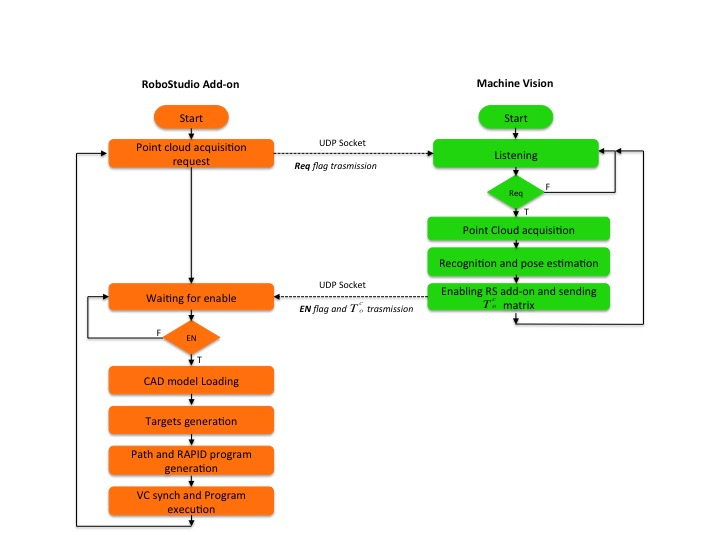 RoboStudio Add-on
Start
Point cloud acquisition
request
Waiting for enable
F
EN
T
CAD model Loading
Targets generation
Path and RAPID program
generation
VC synch and Program
execution
UDP Socket
Req flag trasmission
UDP Socket
EN flag and T_o^c trasmission
Machine Vision
Start
Listening
Req
F
T
Point Cloud acquisition
Recognition and pose estimation
Enabling RS add-on and sending
T_o^c matrix